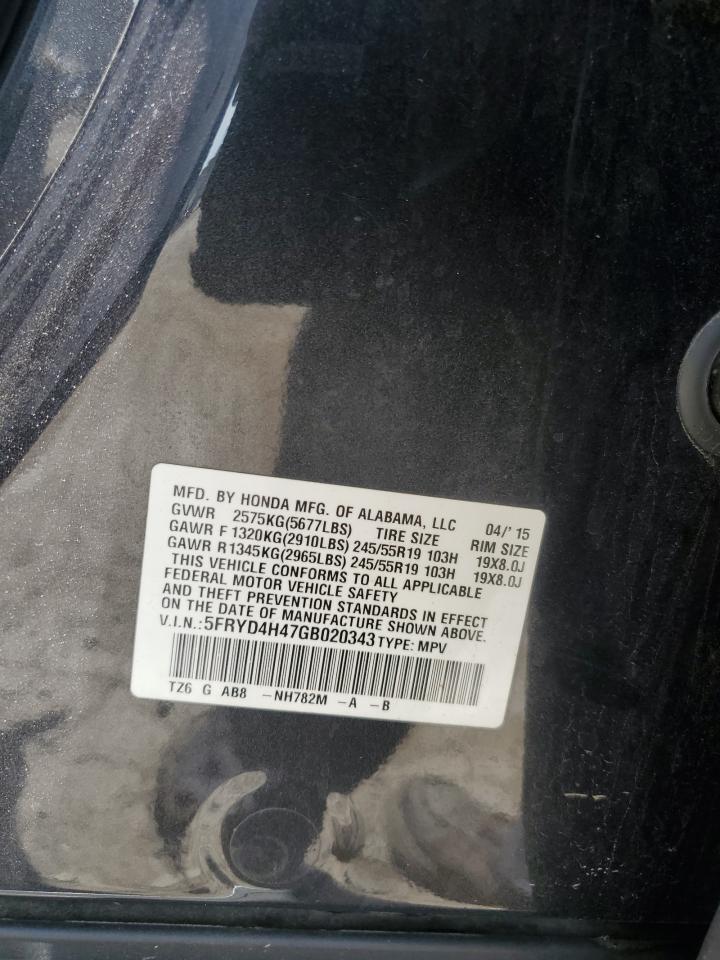 MFD. BY HONDA MFG. OF ALABAMA, LLC 04/'15
GVWR 2575KG(5677LBS) TIRE SIZE RIM SIZE
GAWR F1320KG(2910LBS) 245/55R19 103H 19X8.0J
GAWR R1345KG(2965LBS) 245/55R19 103H 19X8.0J
THIS VEHICLE CONFORMS TO ALL APPLICABLE
FEDERAL MOTOR VEHICLE SAFETY
AND THEFT PREVENTION STANDARDS IN EFFECT
ON THE DATE OF MANUFACTURE SHOWN ABOVE.
V.I.N.:5FRYD4H47GB020343 TYPE: MPV
TZ6 G AB8 -NH782M -A -B